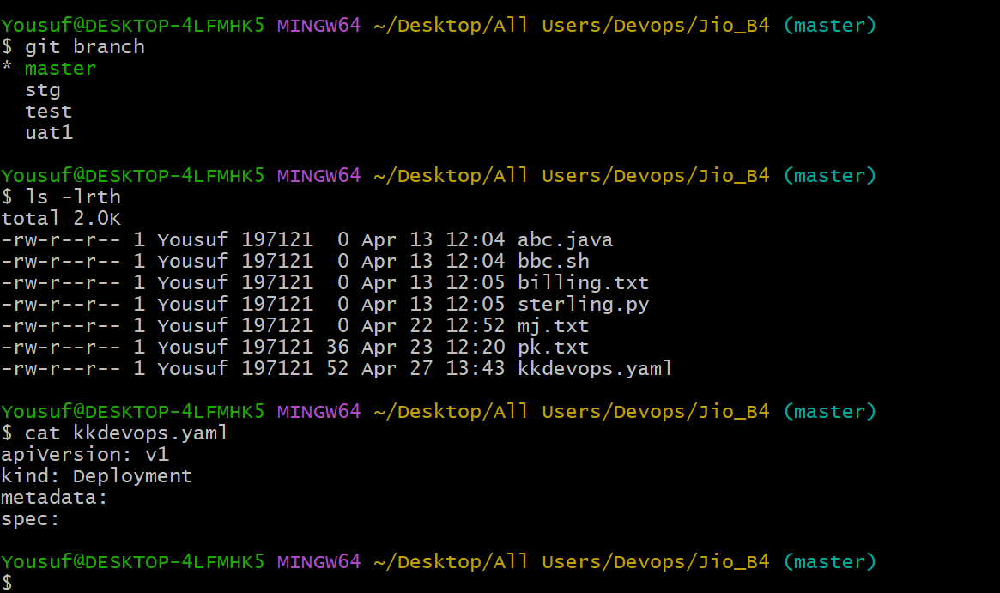 Yousuf@DESKTOP-4LFMHK5 MINGW64 ~/Desktop/All Users/Devops/Jio_B4 (master)
$ git branch
* master
  stg
  test
  uat1

Yousuf@DESKTOP-4LFMHK5 MINGW64 ~/Desktop/All Users/Devops/Jio_B4 (master)
$ ls -lrth
total 2.0K
-rw-r--r-- 1 Yousuf 197121  0 Apr 13 12:04 abc.java
-rw-r--r-- 1 Yousuf 197121  0 Apr 13 12:04 bbc.sh
-rw-r--r-- 1 Yousuf 197121  0 Apr 13 12:05 billing.txt
-rw-r--r-- 1 Yousuf 197121  0 Apr 13 12:05 sterling.py
-rw-r--r-- 1 Yousuf 197121  0 Apr 22 12:52 mj.txt
-rw-r--r-- 1 Yousuf 197121 36 Apr 23 12:20 pk.txt
-rw-r--r-- 1 Yousuf 197121 52 Apr 27 13:43 kkdevops.yaml

Yousuf@DESKTOP-4LFMHK5 MINGW64 ~/Desktop/All Users/Devops/Jio_B4 (master)
$ cat kkdevops.yaml
apiVersion: v1
kind: Deployment
metadata:
spec:

Yousuf@DESKTOP-4LFMHK5 MINGW64 ~/Desktop/All Users/Devops/Jio_B4 (master)
$